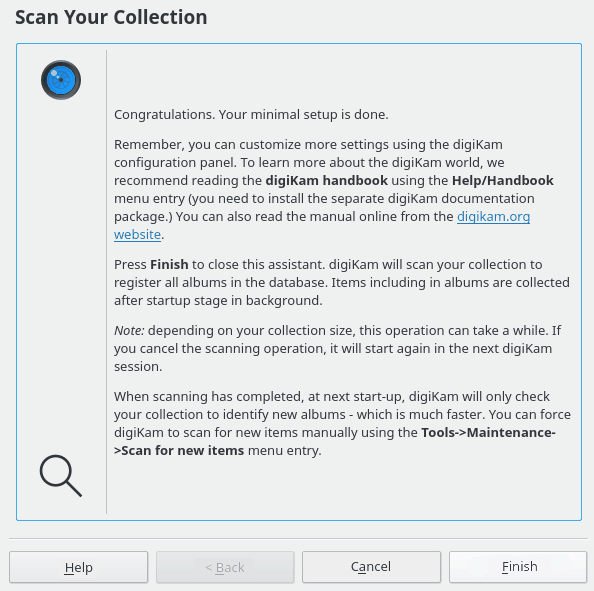 Scan Your Collection
Congratulations. Your minimal setup is done.
Remember, you can customize more settings using the digiKam
configuration panel. To learn more about the digiKam world, we
recommend reading the digiKam handbook using the Help/Handbook
menu entry (you need to install the separate digiKam documentation
package.) You can also read the manual online from the digikam.org
website.
Press Finish to close this assistant. digiKam will scan your collection to
register all albums in the database. Items including in albums are collected
after startup stage in background.
Note: depending on your collection size, this operation can take a while. If
you cancel the scanning operation, it will start again in the next digiKam
session.
When scanning has completed, at next start-up, digiKam will only check
your collection to identify new albums - which is much faster. You can force
digiKam to scan for new items manually using the Tools->Maintenance-
>Scan for new items menu entry.
Help
< Back
Cancel
Finish